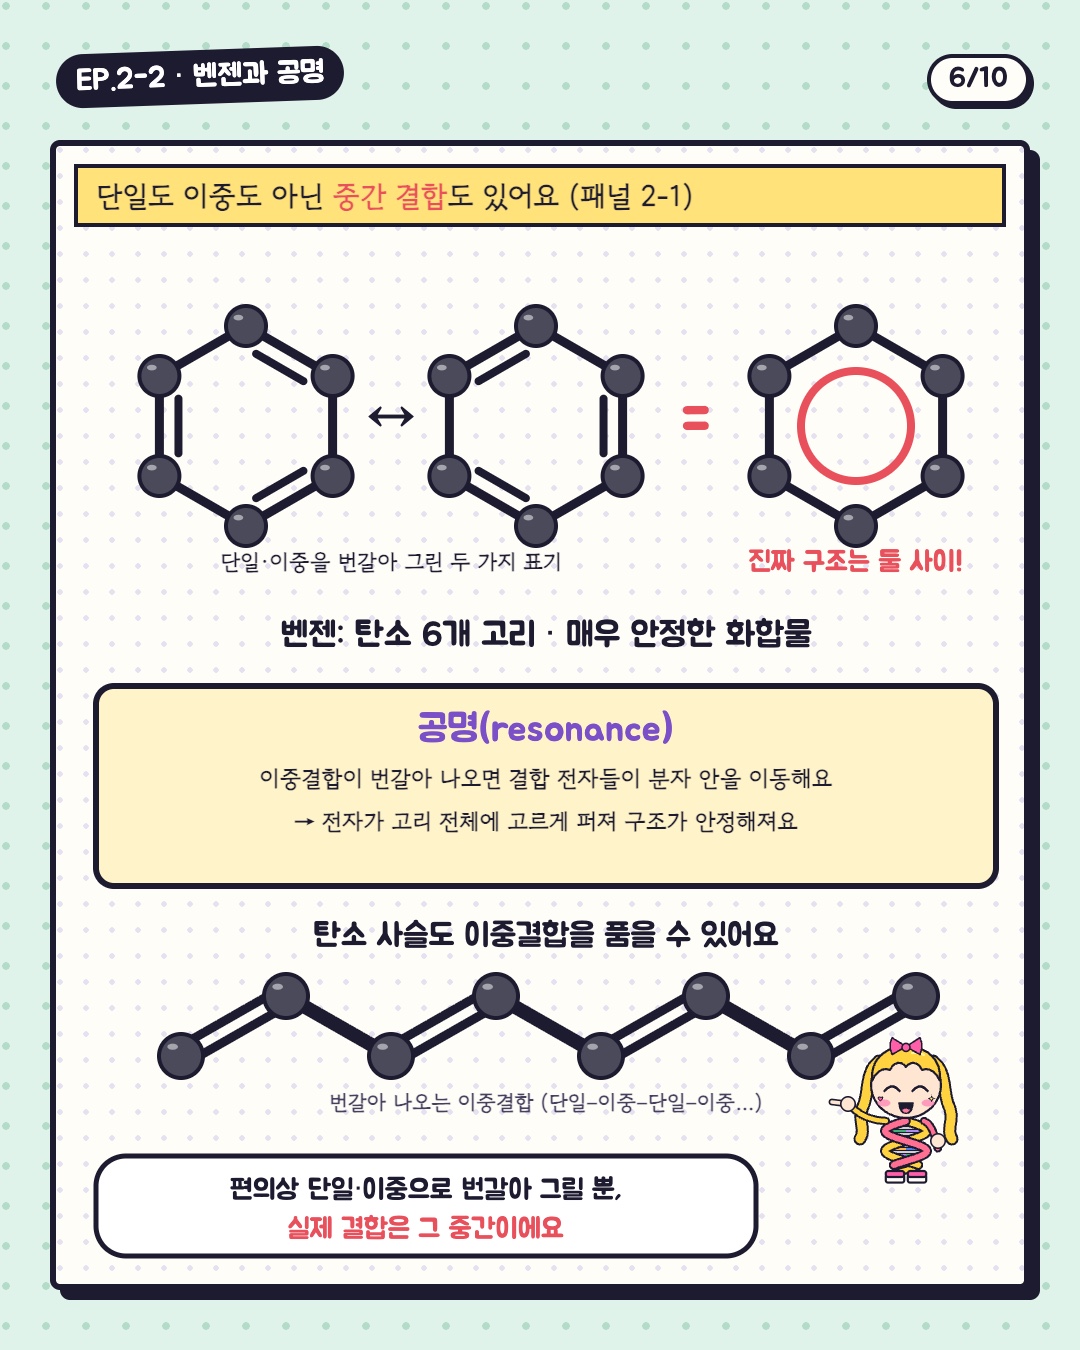 EP.2-2 · 벤젠과 공명
6/10
단일도 이중도 아닌 중간 결합도 있어요 (패널 2-1)
단일·이중을 번갈아 그린 두 가지 표기
진짜 구조는 둘 사이!
벤젠: 탄소 6개 고리 · 매우 안정한 화합물
공명(resonance)
이중결합이 번갈아 나오면 결합 전자들이 분자 안을 이동해요
→ 전자가 고리 전체에 고르게 퍼져 구조가 안정해져요
탄소 사슬도 이중결합을 품을 수 있어요
번갈아 나오는 이중결합 (단일–이중–단일–이중…)
편의상 단일·이중으로 번갈아 그릴 뿐,
실제 결합은 그 중간이에요